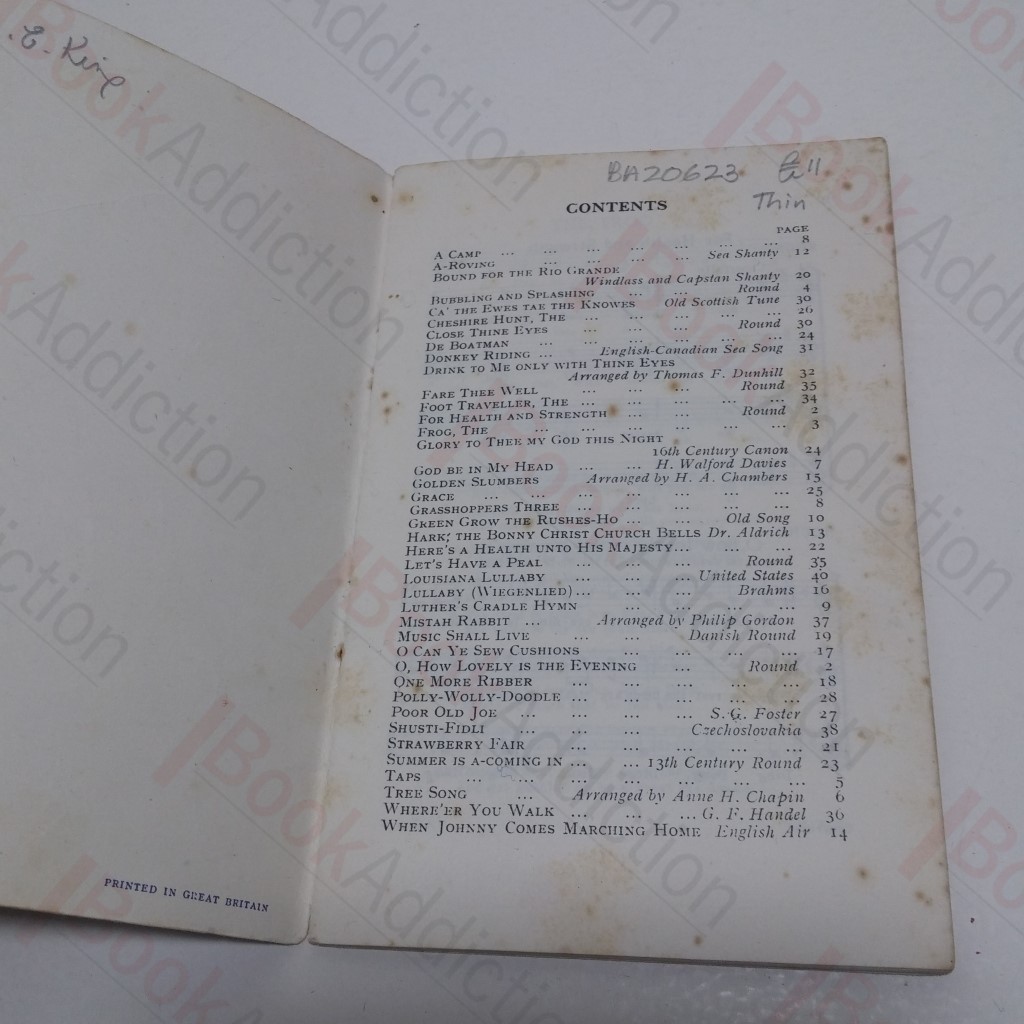 .E. King
PRINTED IN GREAT BRITAIN
BA20623
Thin
CONTENTS
PAGE
A CAMP ... ... ... ... ... ... 8
A-ROVING ... ... ... Sea Shanty 12
BOUND FOR THE RIO GRANDE
Windlass and Capstan Shanty 20
BUBBLING AND SPLASHING ... ... Round 4
CA' THE EWES TAE THE KNOWES Old Scottish Tune 30
CHESHIRE HUNT, THE ... ... ... ... ... 26
CLOSE THINE EYES ... ... ... Round 30
DE BOATMAN ... ... ... ... ... 24
DONKEY RIDING ... English-Canadian Sea Song 31
DRINK TO ME ONLY WITH THINE EYES
Arranged by Thomas F. Dunhill 32
FARE THEE WELL ... ... ... Round 35
FOOT TRAVELLER, THE ... ... ... ... ... 34
FOR HEALTH AND STRENGTH ... ... Round 2
FROG, THE ... ... ... ... ... ... 3
GLORY TO THEE MY GOD THIS NIGHT
16th Century Canon 24
GOD BE IN MY HEAD ... ... H. Walford Davies 7
GOLDEN SLUMBERS Arranged by H. A. Chambers 15
GRACE ... ... ... ... ... ... ... 25
GRASSHOPPERS THREE ... ... ... ... ... 8
GREEN GROW THE RUSHES-HO ... ... Old Song 10
HARK, THE BONNY CHRIST CHURCH BELLS Dr. Aldrich 13
HERE'S A HEALTH UNTO HIS MAJESTY... ... ... 22
LET'S HAVE A PEAL ... ... ... Round 35
LOUISIANA LULLABY ... ... ... United States 40
LULLABY (WIEGENLIED)... ... ... Brahms 16
LUTHER'S CRADLE HYMN ... ... ... ... 9
MISTAH RABBIT ... Arranged by Philip Gordon 37
MUSIC SHALL LIVE ... ... Danish Round 19
O CAN YE SEW CUSHIONS ... ... ... ... 17
O, HOW LOVELY IS THE EVENING ... Round 2
ONE MORE RIBBER ... ... ... ... 18
POLLY-WOLLY-DOODLE ... ... ... ... ... 28
POOR OLD JOE ... ... ... ... S. G. Foster 27
SHUSTI-FIDLI ... ... ... Czechoslovakia 38
STRAWBERRY FAIR ... ... ... ... ... 21
SUMMER IS A-COMING IN ... ... 13th Century Round 23
TAPS ... ... ... ... ... ... ... 5
TREE SONG ... Arranged by Anne H. Chapin 6
WHERE'ER YOU WALK ... ... ... G. F. Handel 36
WHEN JOHNNY COMES MARCHING HOME English Air 14
BookAddiction